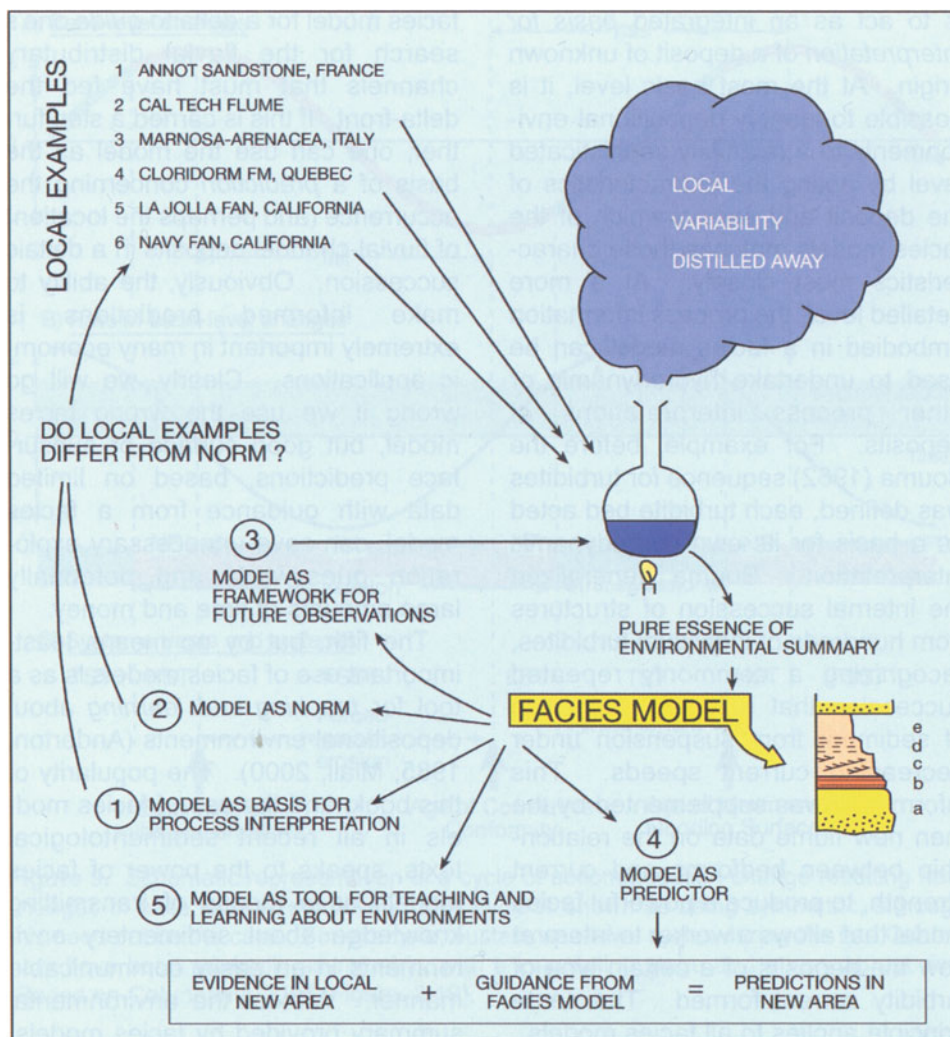 LOCAL EXAMPLES
1 ANNOT SANDSTONE, FRANCE
2 CAL TECH FLUME
3 MARNOSA-ARENACEA, ITALY
4 CLORIDORM FM, QUEBEC
5 LA JOLLA FAN, CALIFORNIA
6 NAVY FAN, CALIFORNIA
LOCAL
VARIABILITY
DISTILLED AWAY
DO LOCAL EXAMPLES
DIFFER FROM NORM ?
3
MODEL AS
FRAMEWORK FOR
FUTURE OBSERVATIONS
PURE ESSENCE OF
ENVIRONMENTAL SUMMARY
2 MODEL AS NORM
FACIES MODEL
e
d
c
b
a
1 MODEL AS BASIS FOR
PROCESS INTERPRETATION
4
MODEL AS
PREDICTOR
5 MODEL AS TOOL FOR TEACHING AND
LEARNING ABOUT ENVIRONMENTS
EVIDENCE IN LOCAL
NEW AREA
+
GUIDANCE FROM
FACIES MODEL
=
PREDICTIONS IN
NEW AREA